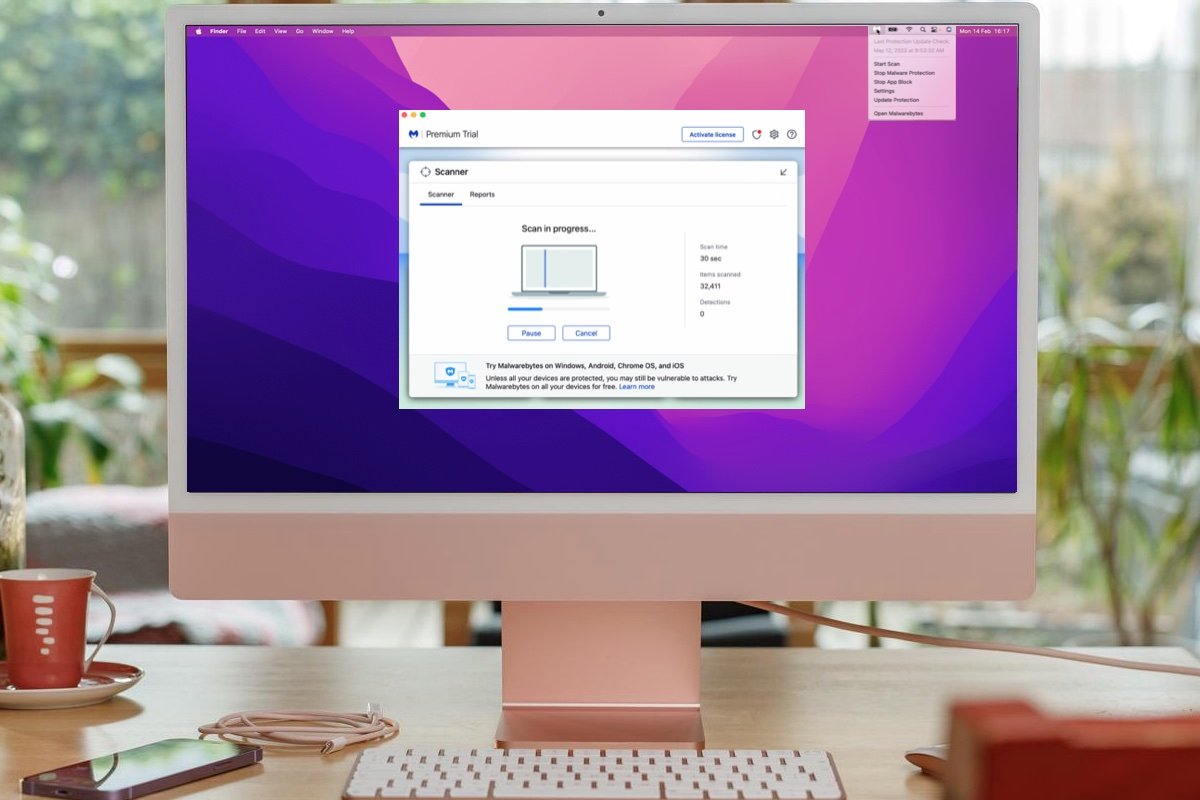 Finder File Edit View Go Window Help
Mon 14 Feb 16:17
Last Protection Update Check:
May 12, 2023 at 9:53:32 AM
Start Scan
Stop Malware Protection
Stop App Block
Settings
Update Protection
Open Malwarebytes
Premium Trial
Activate license
Scanner
Scanner Reports
Scan in progress...
Scan time
30 sec
Items scanned
32,411
Detections
0
Pause Cancel
Try Malwarebytes on Windows, Android, Chrome OS, and iOS
Unless all your devices are protected, you may still be vulnerable to attacks. Try
Malwarebytes on all your devices for free. Learn more